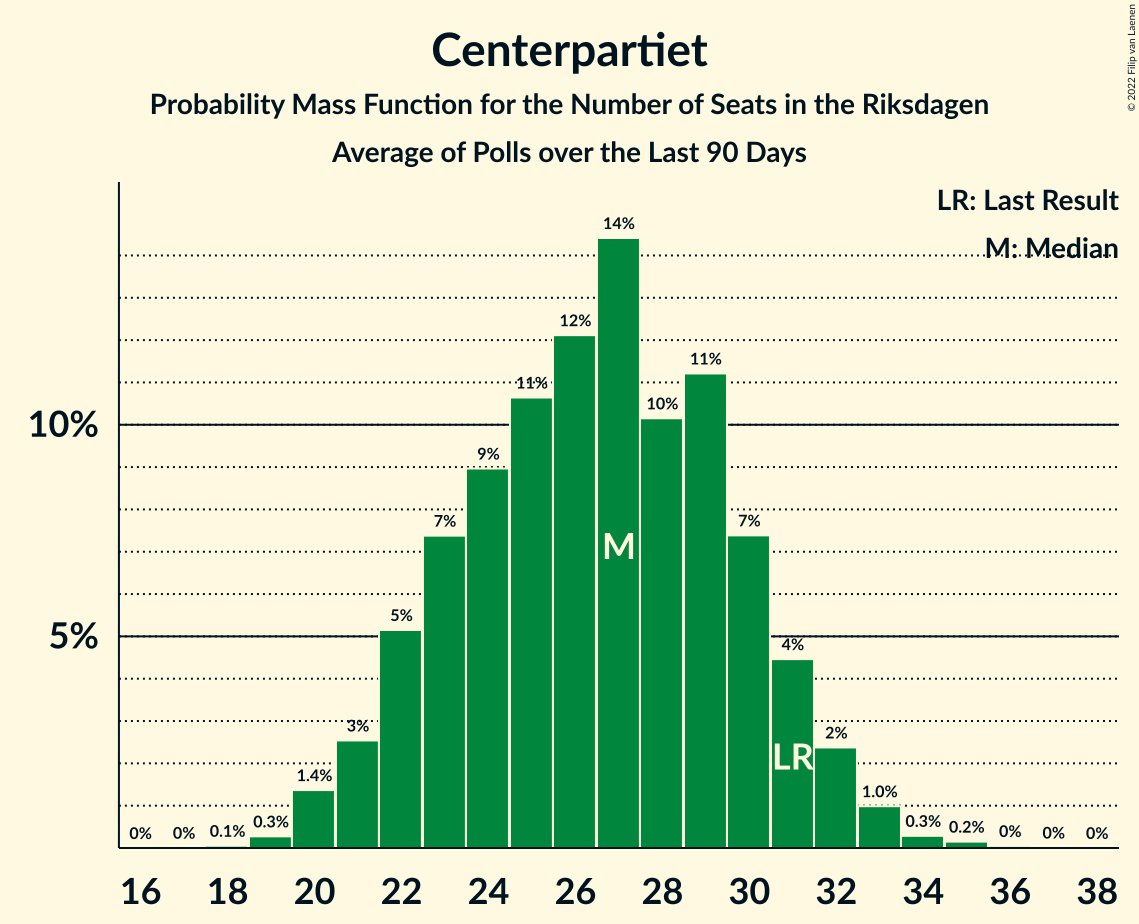 Centerpartiet
Probability Mass Function for the Number of Seats in the Riksdagen
Average of Polls over the Last 90 Days
© 2022 Filip van Laenen
LR: Last Result
M: Median
14%
12%
11%
11%
10%
10%
9%
7%
7%
M
5%
5%
4%
3%
2%
LR
1.4%
1.0%
0%
0%
0.1%
0.3%
0.3%
0.2%
0%
0%
0%
16 18 20 22 24 26 28 30 32 34 36 38